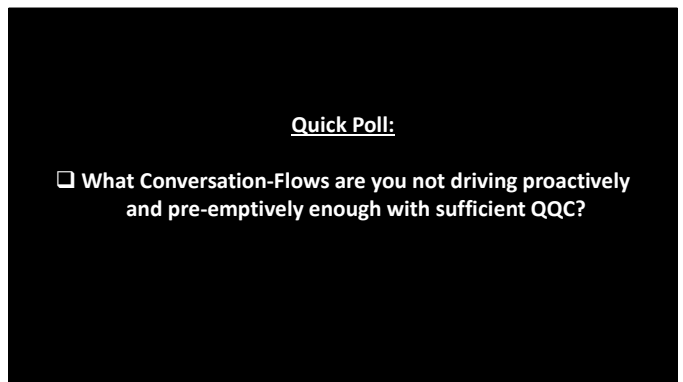 Quick Poll:
❑ What Conversation-Flows are you not driving proactively
and pre-emptively enough with sufficient QQC?